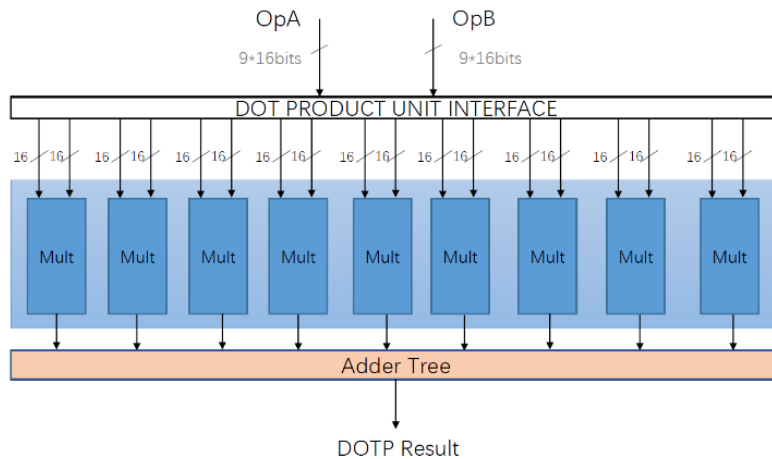 OpA OpB
9*16bits 9*16bits
DOT PRODUCT UNIT INTERFACE
16 16 16 16 16 16 16 16 16 16 16 16 16 16 16 16 16 16
Mult Mult Mult Mult Mult Mult Mult Mult Mult
Adder Tree
DOTP Result